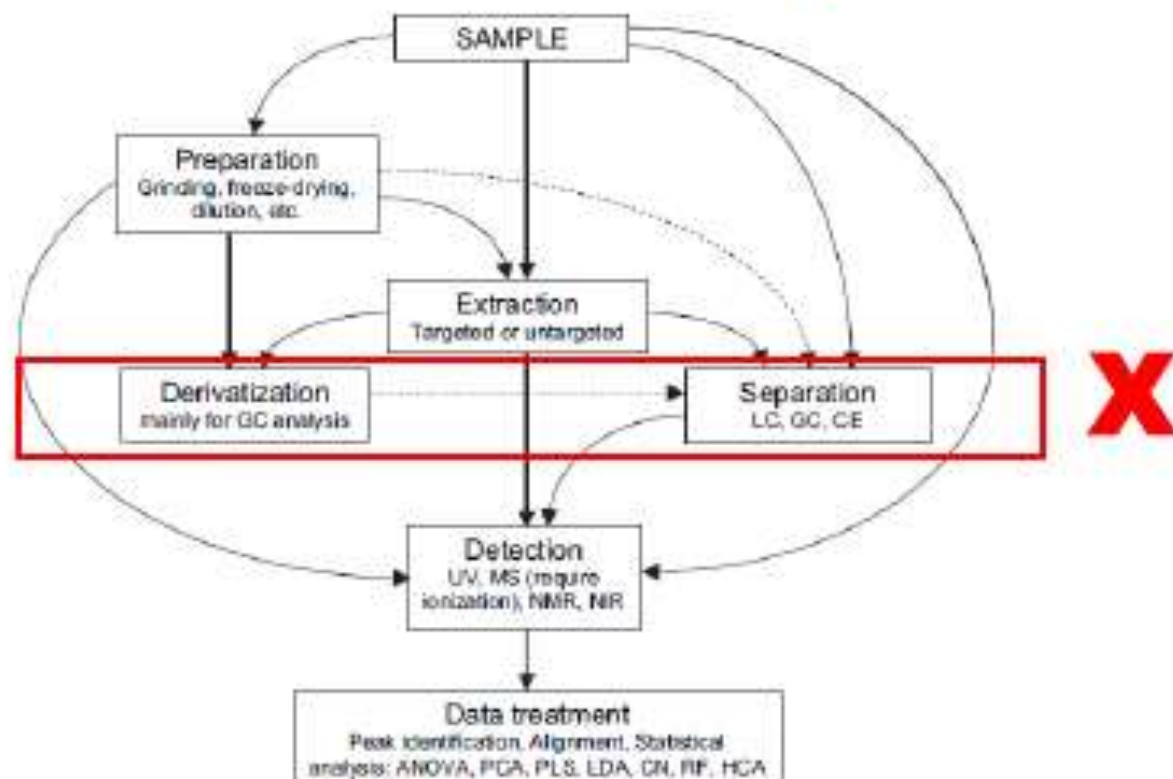 SAMPLE
Preparation
Grinding, freeze-drying,
dilution, etc.
Extraction
Targeted or untargeted
Derivatization
mainly for GC analysis
Separation
LC, GC, CE
X
Detection
UV, MS (require
ionization), NMR, NIR
Data treatment
Peak identification, Alignment, Statistical
analysis: ANOVA, PCA, PLS, LDA, CN, RF, HCA